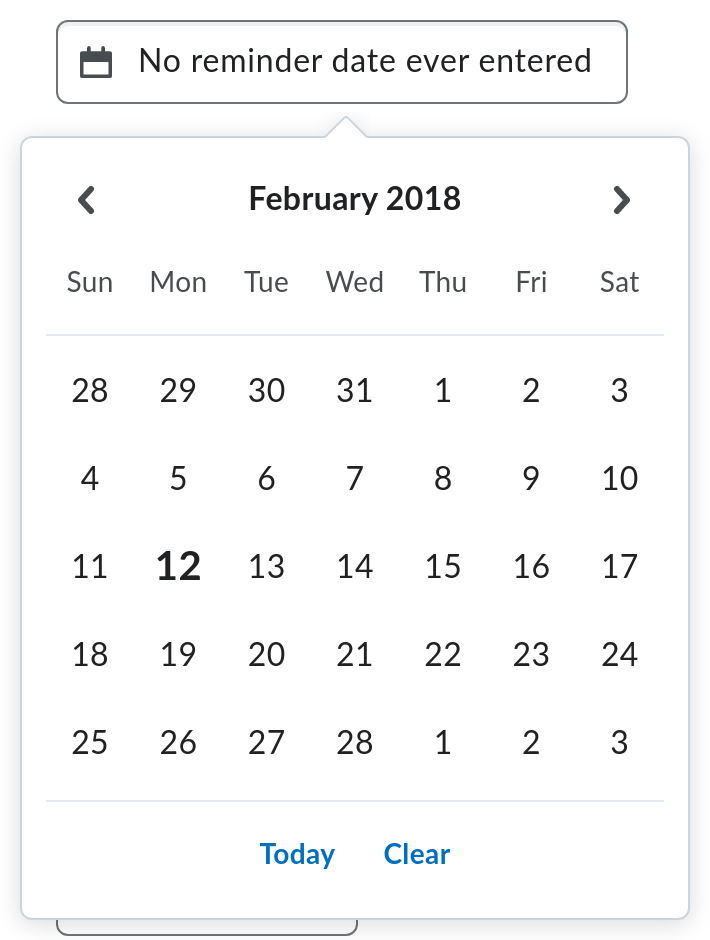 No reminder date ever entered
February 2018
Sun Mon Tue Wed Thu Fri Sat
28 29 30 31 1 2 3
4 5 6 7 8 9 10
11 12 13 14 15 16 17
18 19 20 21 22 23 24
25 26 27 28 1 2 3
Today Clear